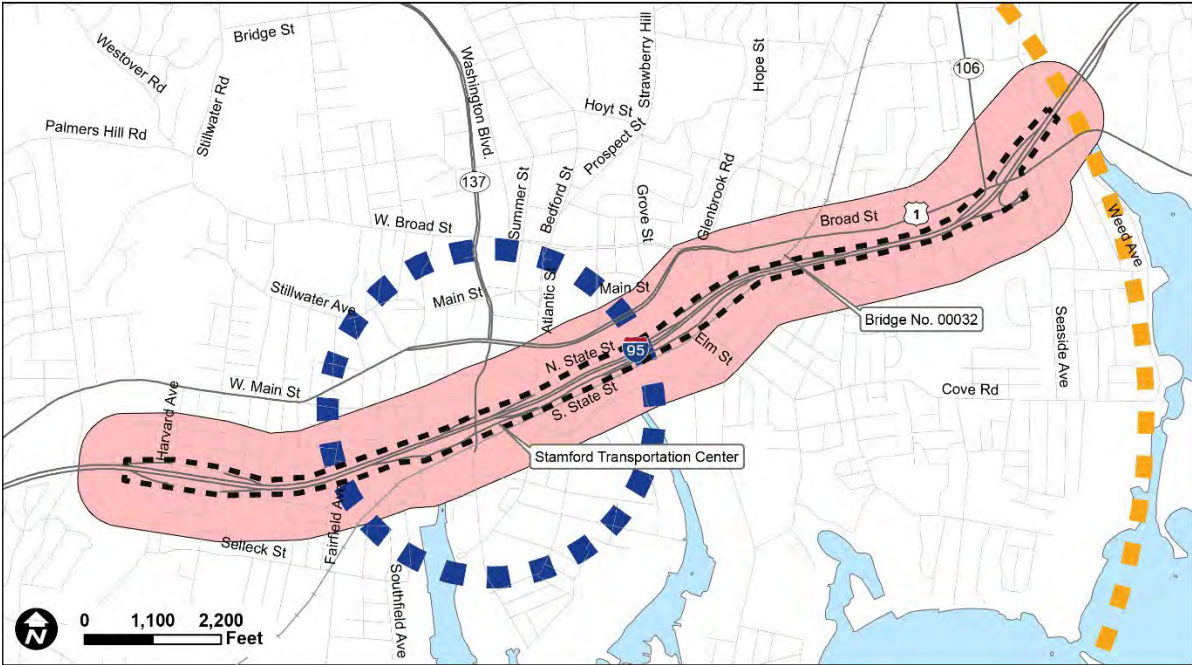 Bridge St
Westover Rd
Stillwater Rd
Palmers Hill Rd
Washington Blvd.
137
Strawberry Hill
Hope St
Hoyt St
Prospect St
106
Summer St
Bedford St
Grove St
Glenbrook Rd
Broad St
1
W. Broad St
Weed Ave
Stillwater Ave
Main St
Atlantic St
Main St
Bridge No. 00032
N. State St
95
Elm St
Seaside Ave
W. Main St
S. State St
Cove Rd
Harvard Ave
Stamford Transportation Center
Fairfield Ave
Selleck St
Southfield Ave
N
0 1,100 2,200
Feet